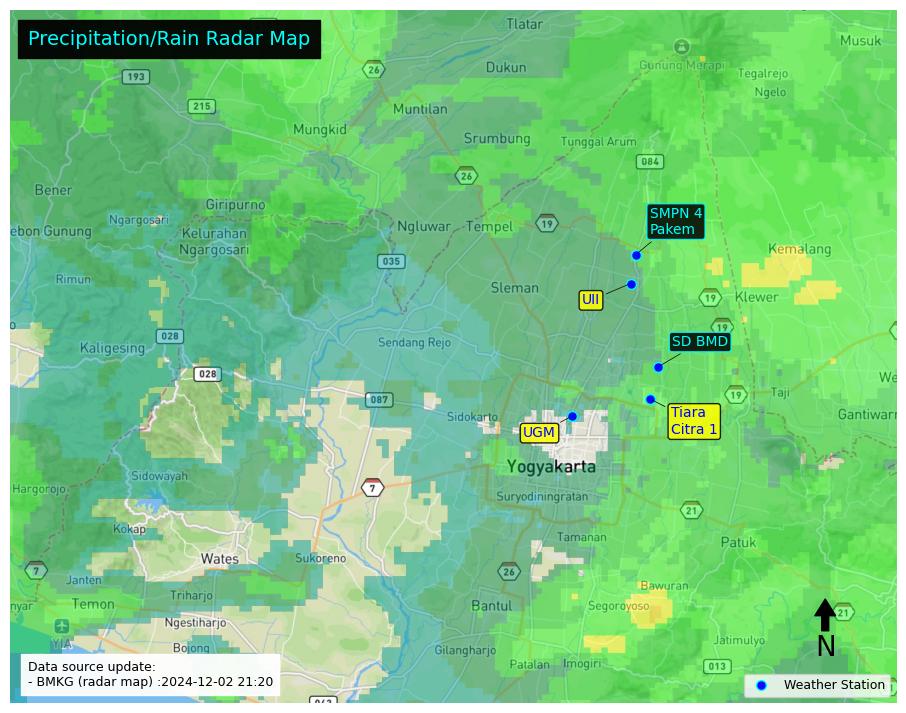 Precipitation/Rain Radar Map
Tlatar
Musuk
26
Gunung Merapi
193
Dukun
Tegalrejo
Ngelo
215
Muntilan
Mungkid
Srumbung
Tunggal Arum
084
26
Bener
Giripurno
Ngargosari
SMPN 4
Pakem
ebon Gunung
Kelurahan
Ngargosari
Ngluwar
Tempel
19
Kemalang
035
Rimun
Sleman
UII
19
Klewer
o
028
Kaligesing
Sendang Rejo
19
SD BMD
028
087
We
19
Taji
Sidokarto
Tiara
Citra 1
Gantiwarn
UGM
Yogyakarta
Sidowayah
Hargorojo
7
Suryodiningratan
21
Kokap
Wates
Sukoreno
Tamanan
Patuk
7
Janten
26
Bawuran
nyar
Temon
Triharjo
Bantul
Segoroyoso
21
Ngestiharjo
YIA
Bojong
Gilangharjo
Jatimulyo
N
Patalan
Imogiri
013
Data source update:
- BMKG (radar map) :2024-12-02 21:20
Weather Station